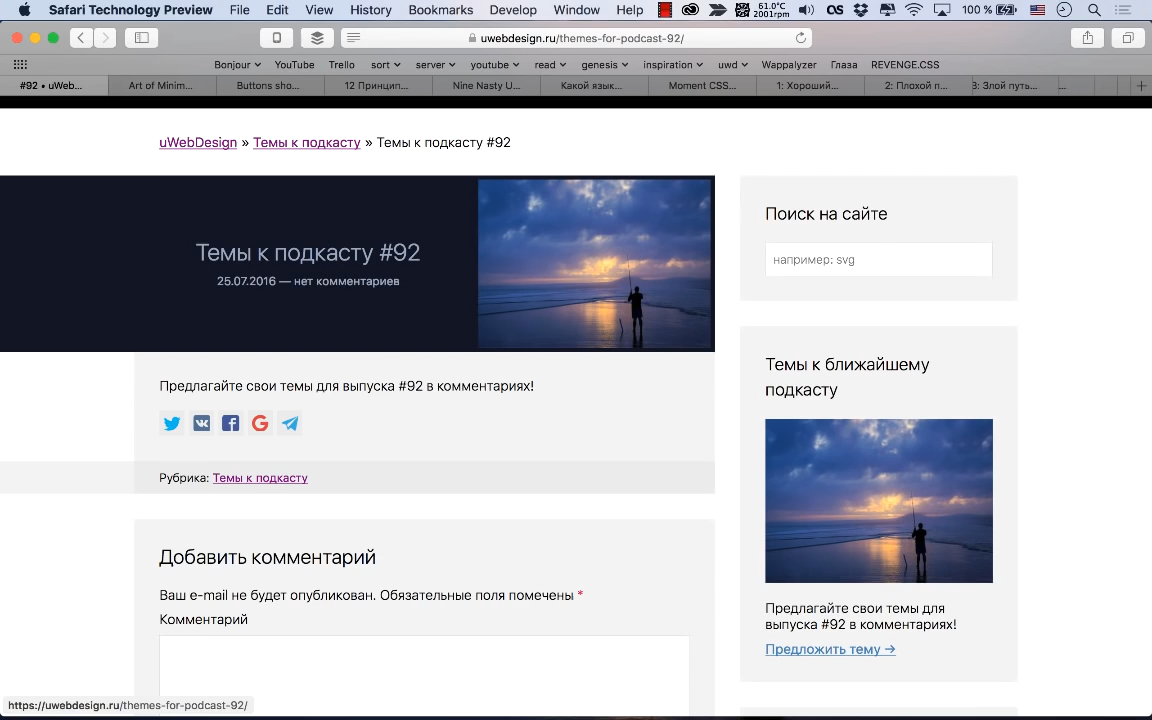 Safari Technology Preview File Edit View History Bookmarks Develop Window Help 61.0°C 2001rpm 100 %
uwebdesign.ru/themes-for-podcast-92/
Bonjour YouTube Trello sort server youtube read genesis inspiration uwd Wappalyzer Глаза REVENGE.CSS
#92 • uWeb... Art of Minim... Buttons sho... 12 Принцип... Nine Nasty U... Какой язык... Moment CSS... 1: Хороший... 2: Плохой п... 3: Злой путь... ...
uWebDesign » Темы к подкасту » Темы к подкасту #92
Темы к подкасту #92
25.07.2016 — нет комментариев
Предлагайте свои темы для выпуска #92 в комментариях!
Рубрика: Темы к подкасту
Добавить комментарий
Ваш e-mail не будет опубликован. Обязательные поля помечены *
Комментарий
Поиск на сайте
например: svg
Темы к ближайшему
подкасту
Предлагайте свои темы для
выпуска #92 в комментариях!
Предложить тему →
https://uwebdesign.ru/themes-for-podcast-92/